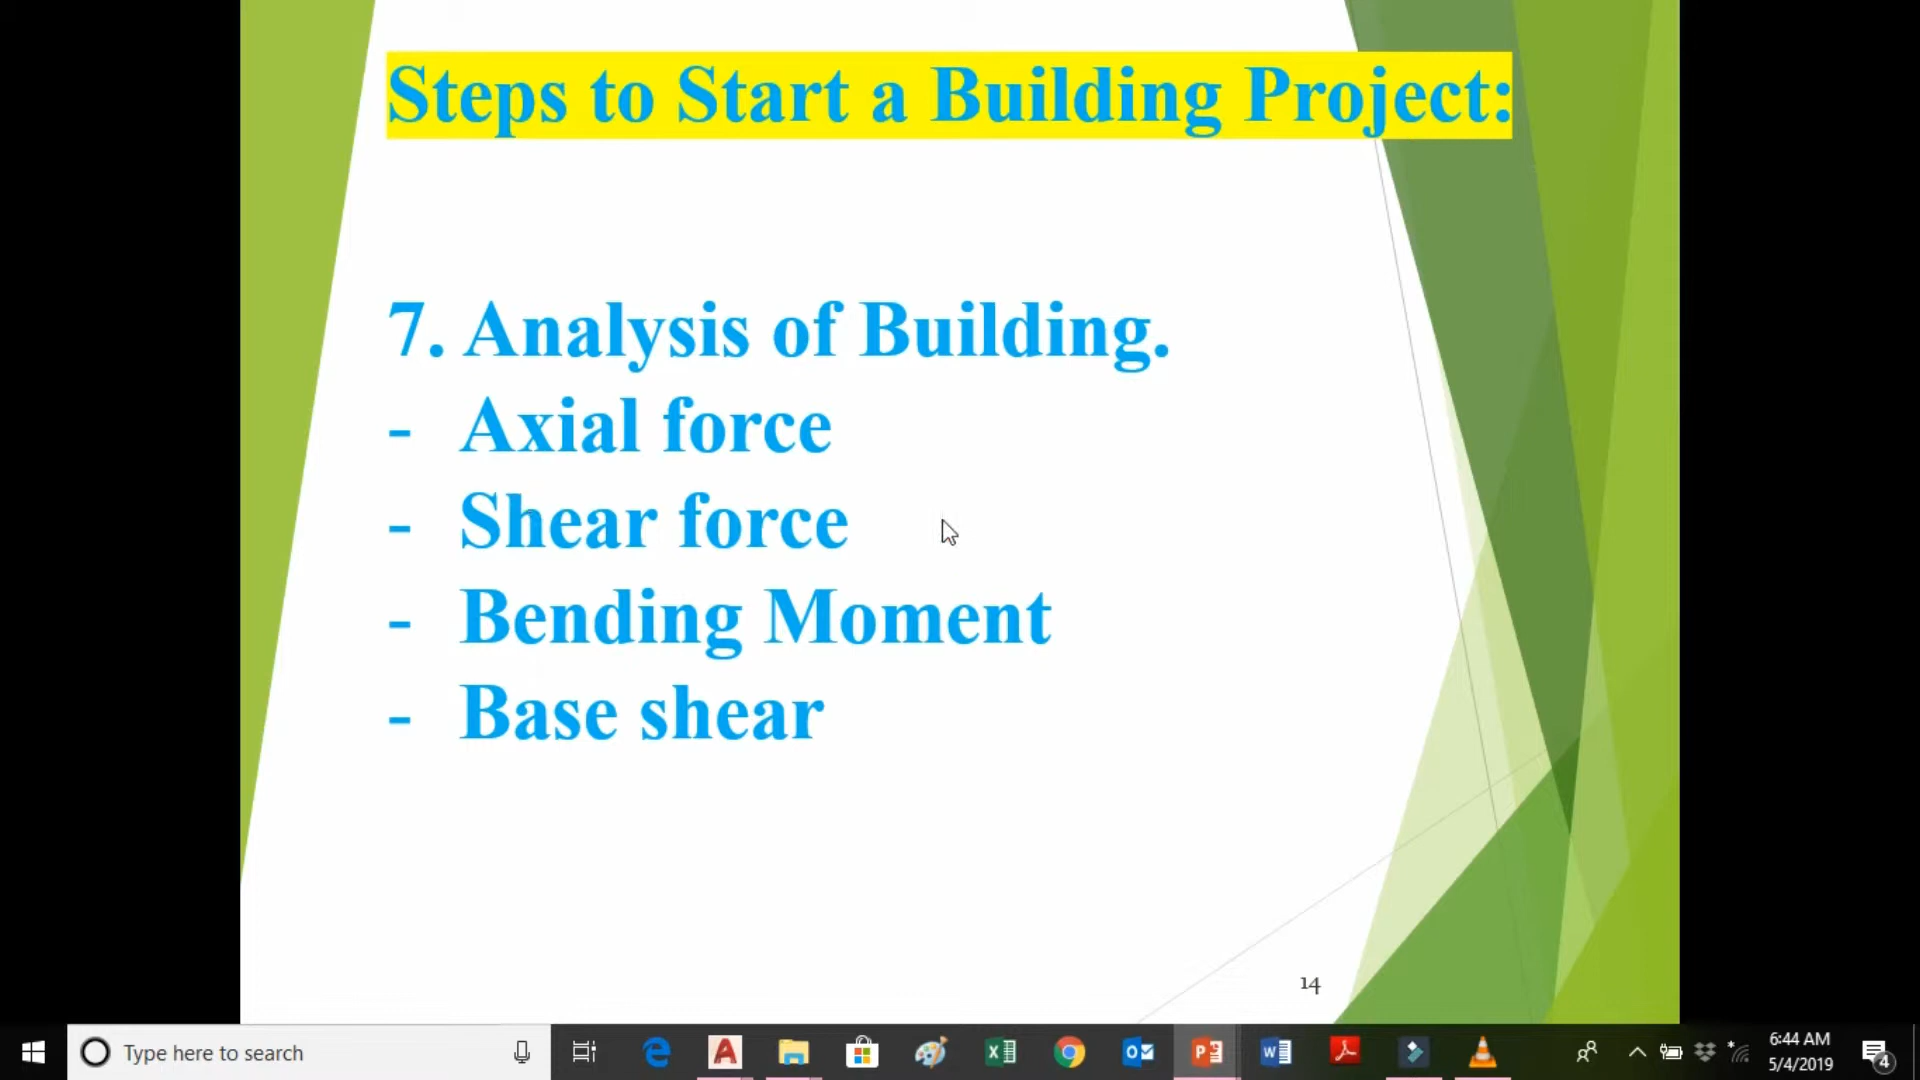 Steps to Start a Building Project:
7. Analysis of Building.
- Axial force
- Shear force
- Bending Moment
- Base shear
14
Type here to search
6:44 AM
5/4/2019
4